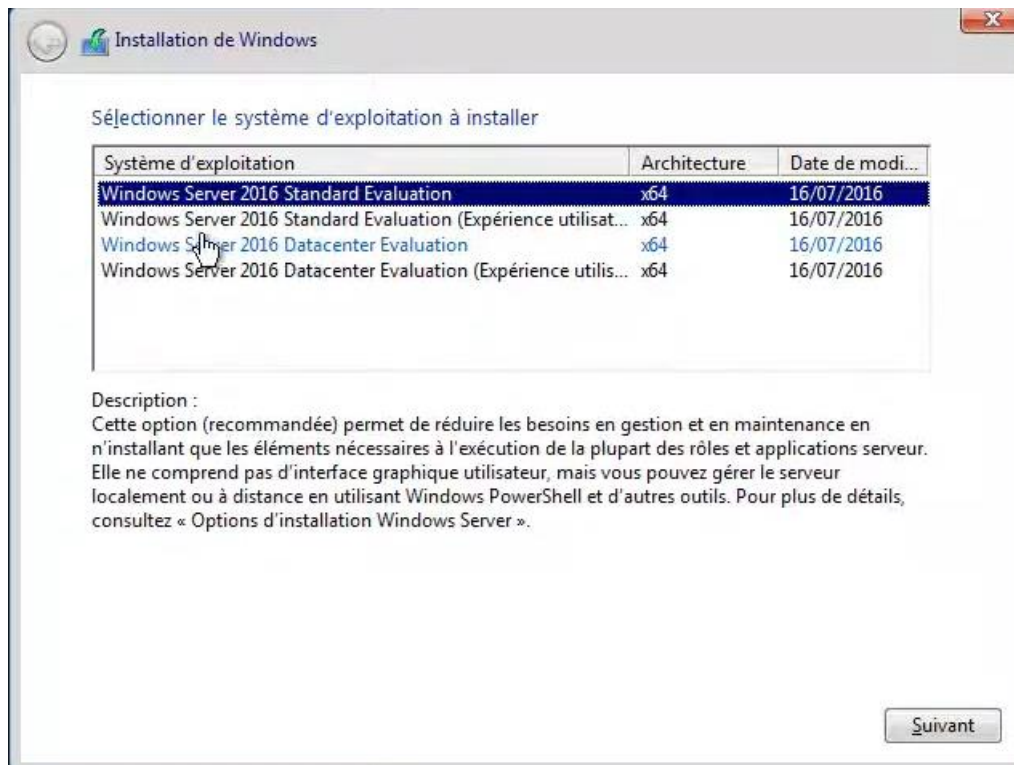 Installation de Windows
Sélectionner le système d'exploitation à installer
Système d'exploitation Architecture Date de modi...
Windows Server 2016 Standard Evaluation x64 16/07/2016
Windows Server 2016 Standard Evaluation (Expérience utilisat... x64 16/07/2016
Windows Server 2016 Datacenter Evaluation x64 16/07/2016
Windows Server 2016 Datacenter Evaluation (Expérience utilis... x64 16/07/2016
Description :
Cette option (recommandée) permet de réduire les besoins en gestion et en maintenance en
n'installant que les éléments nécessaires à l'exécution de la plupart des rôles et applications serveur.
Elle ne comprend pas d'interface graphique utilisateur, mais vous pouvez gérer le serveur
localement ou à distance en utilisant Windows PowerShell et d'autres outils. Pour plus de détails,
consultez « Options d'installation Windows Server ».
Suivant